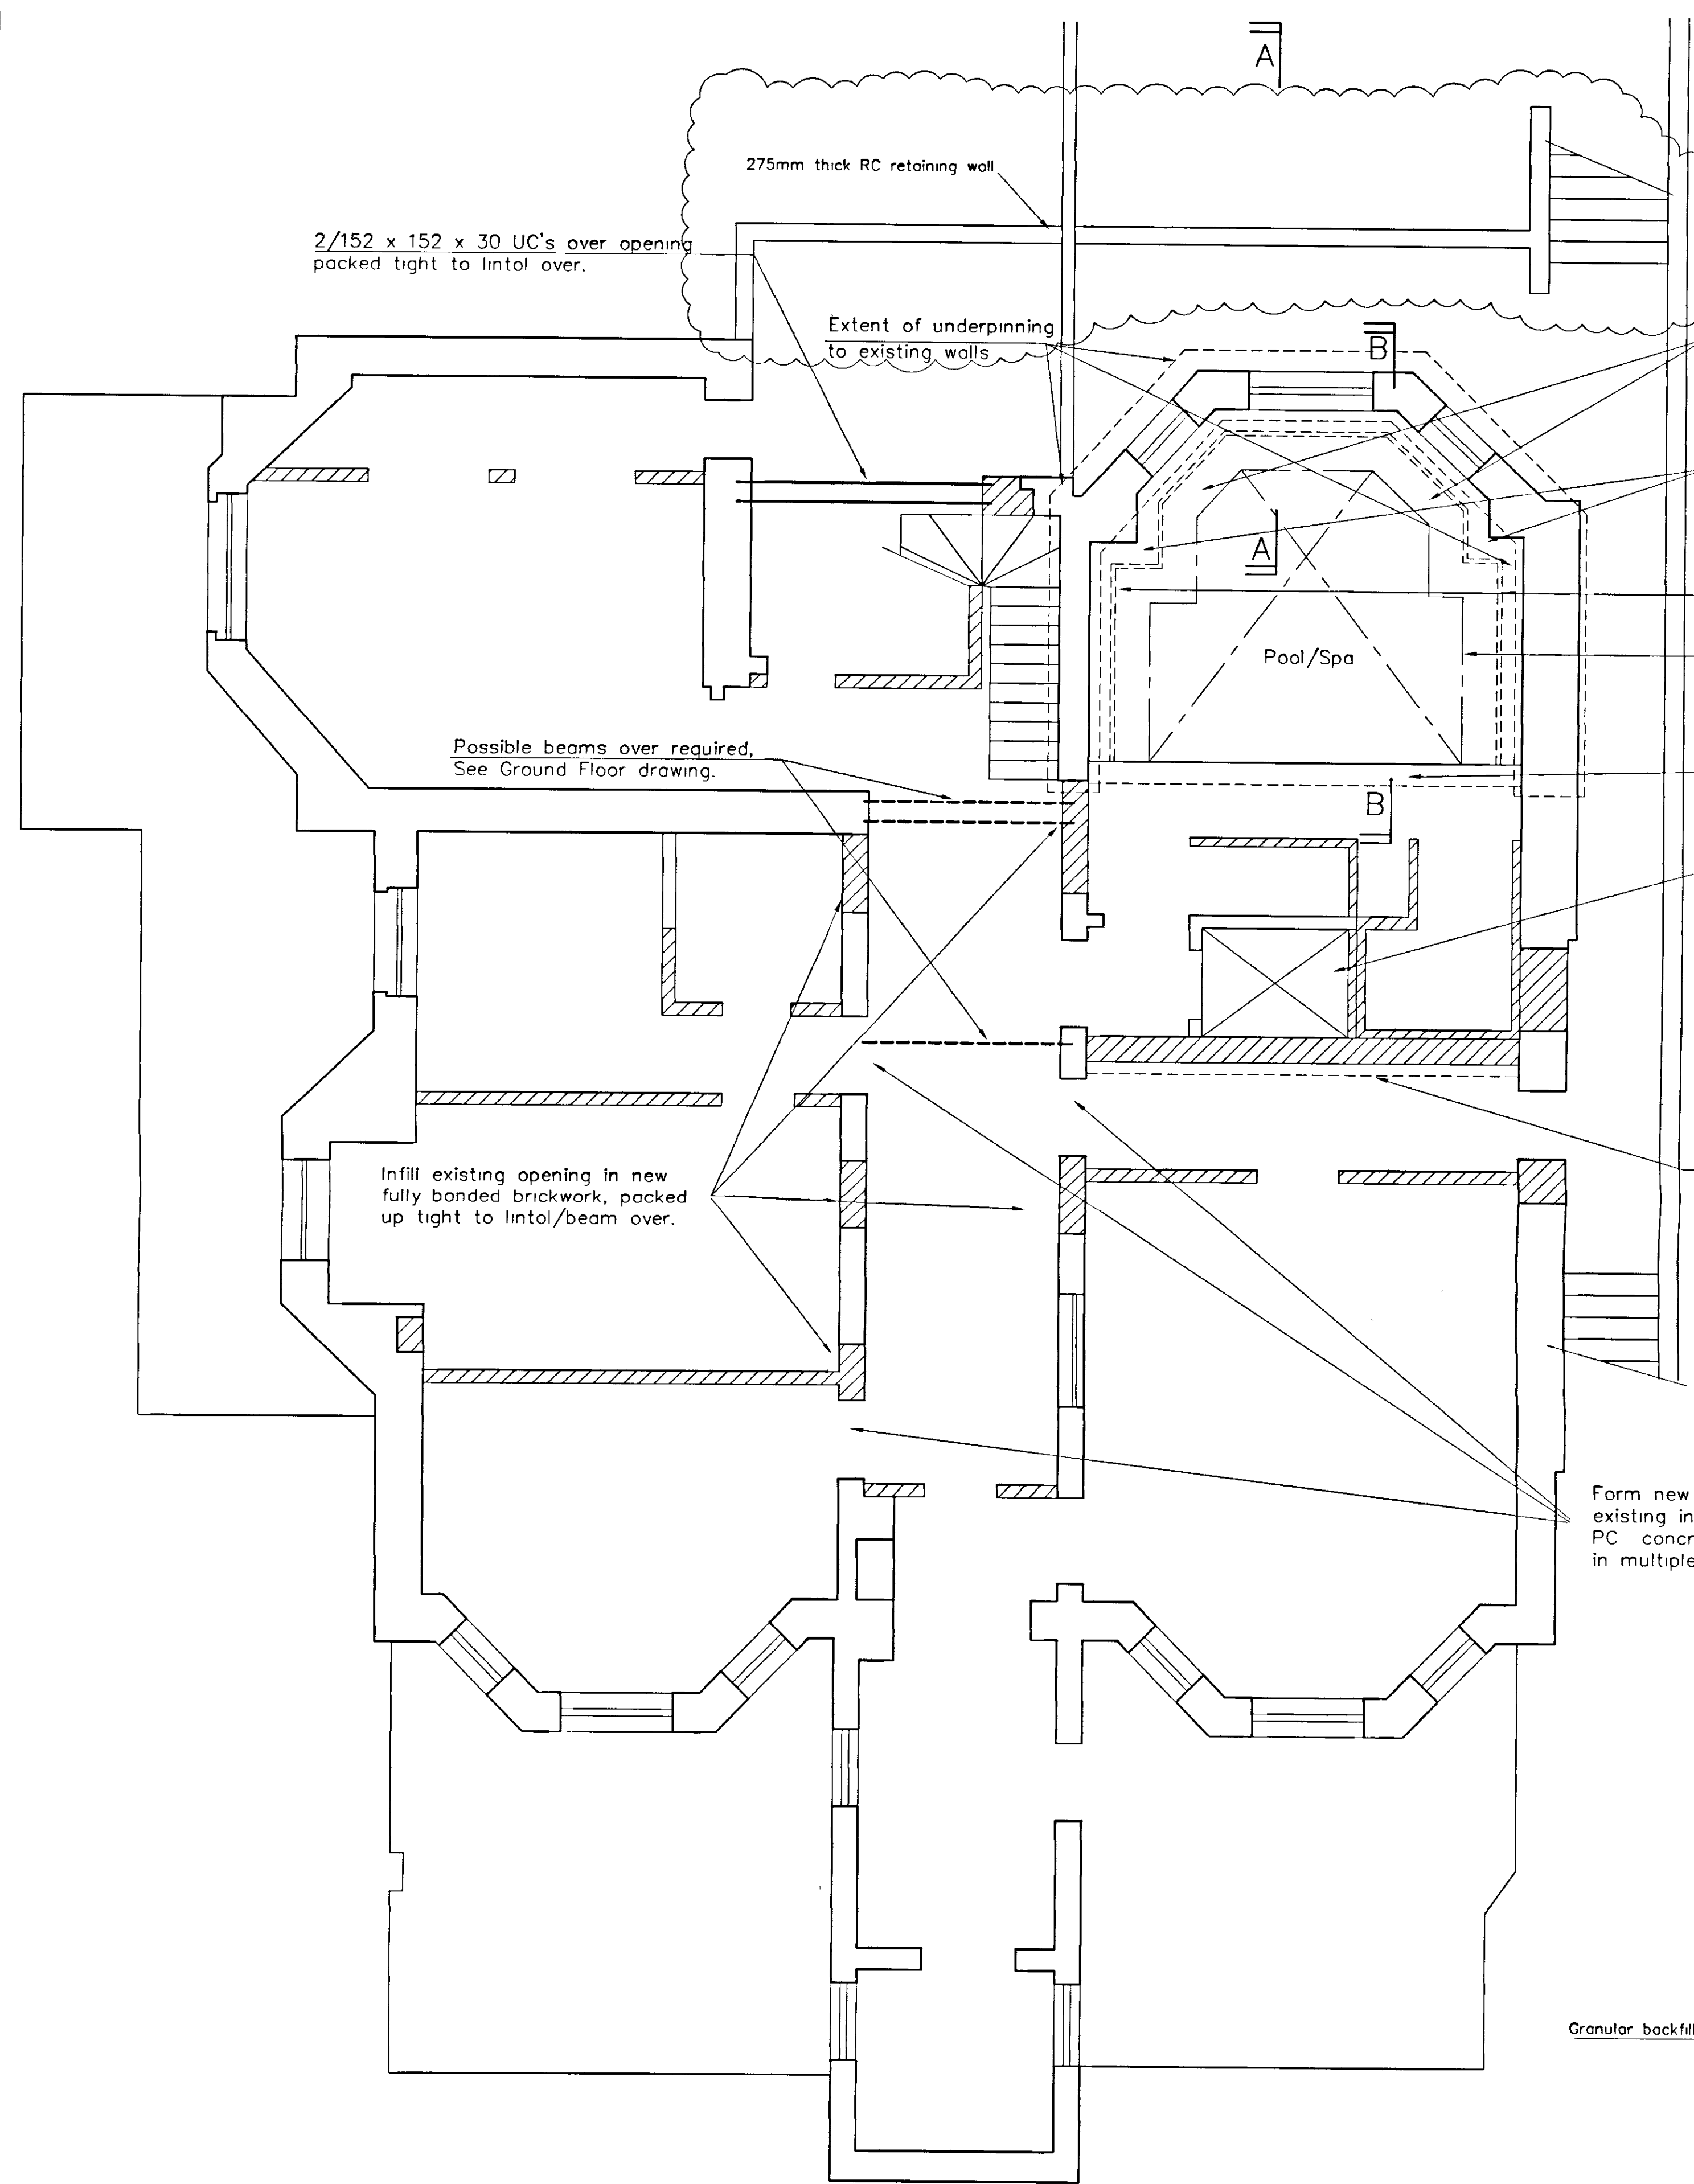 A
275mm thick RC retaining wall
2/152 x 152 x 30 UC's over opening
packed tight to lintol over.
Extent of underpinning
to existing walls
B
A
Pool/Spa
Possible beams over required,
See Ground Floor drawing.
B
Infill existing opening in new
fully bonded brickwork, packed
up tight to lintol/beam over.
Form new
existing in
PC concr
in multiple
Granular backfill